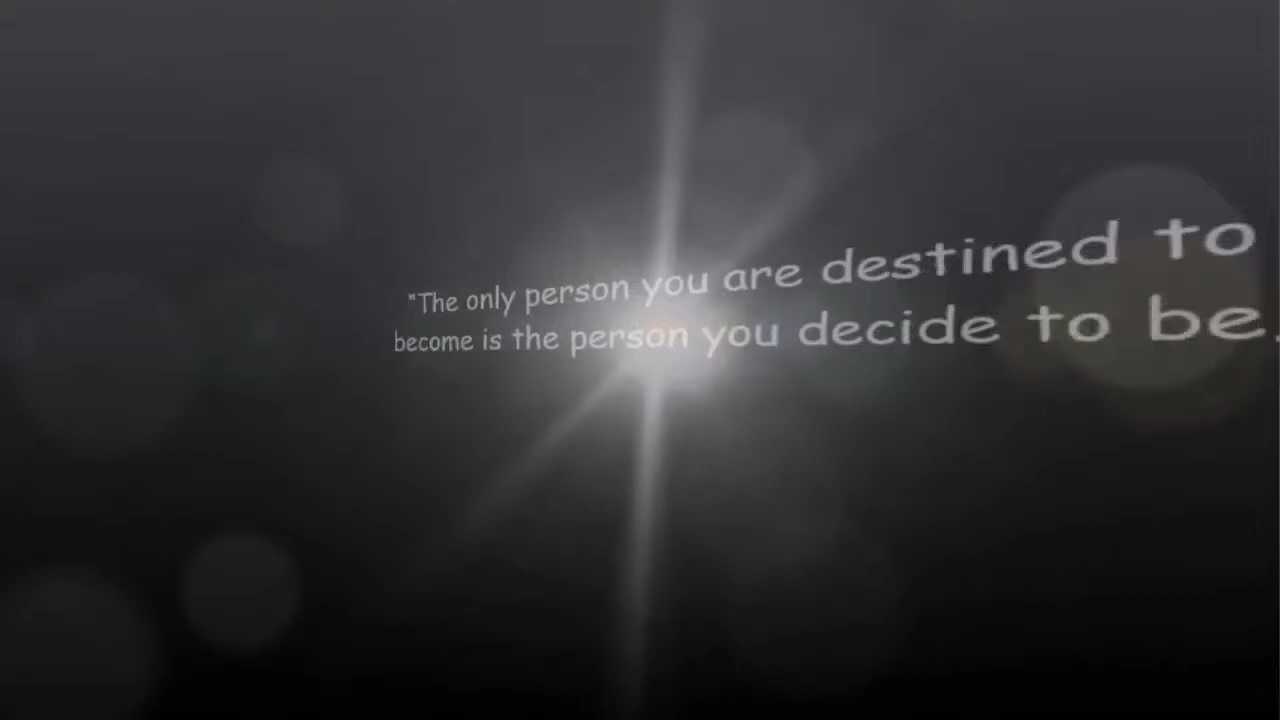 "The only person you are destined to
become is the person you decide to be.